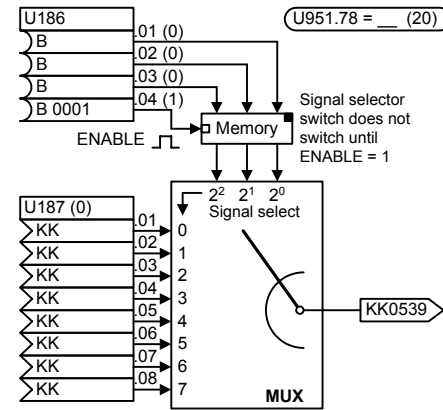 U186
U951.78 = __ (20)
B .01 (0)
B .02 (0)
B .03 (0)
B 0001 .04 (1)
ENABLE
Memory
Signal selector
switch does not
switch until
ENABLE = 1
2² 2¹ 2⁰
Signal select
U187 (0)
KK .01 0
KK .02 1
KK .03 2
KK .04 3
KK .05 4
KK .06 5
KK .07 6
KK .08 7
KK0539
MUX